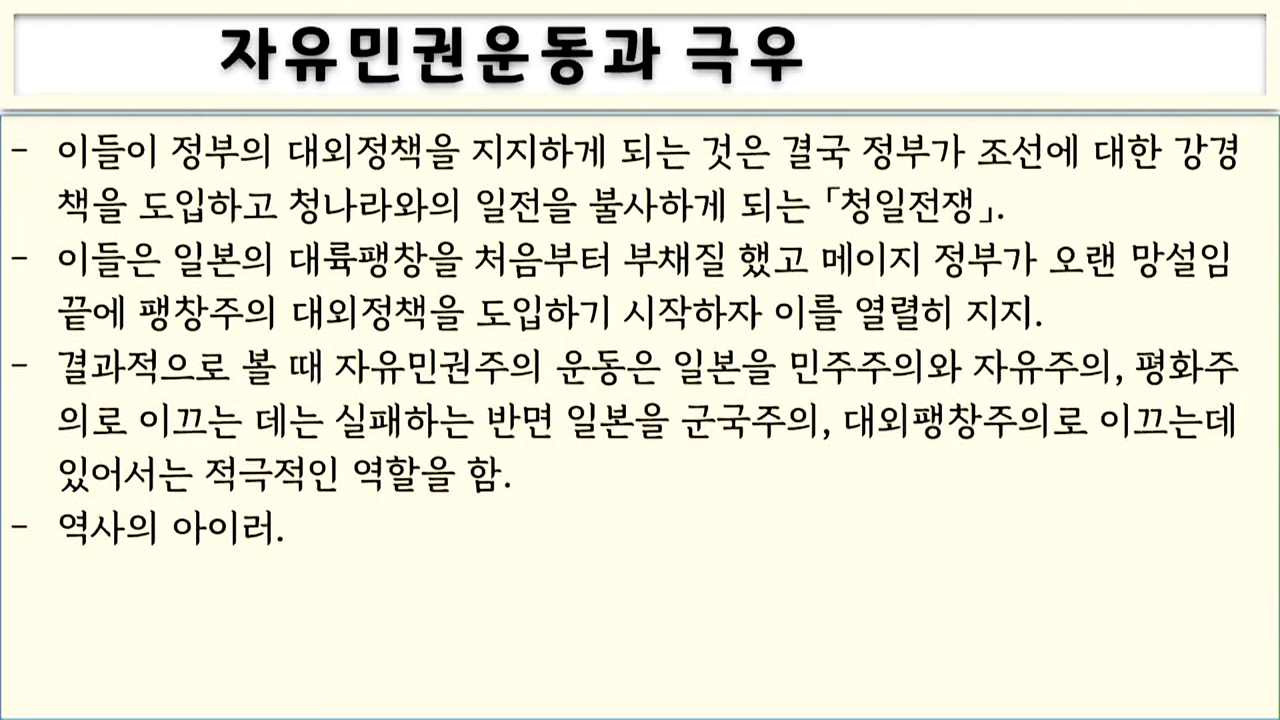 자유민권운동과 극우
- 이들이 정부의 대외정책을 지지하게 되는 것은 결국 정부가 조선에 대한 강경
책을 도입하고 청나라와의 일전을 불사하게 되는 「청일전쟁」.
- 이들은 일본의 대륙팽창을 처음부터 부채질 했고 메이지 정부가 오랜 망설임
끝에 팽창주의 대외정책을 도입하기 시작하자 이를 열렬히 지지.
- 결과적으로 볼 때 자유민권주의 운동은 일본을 민주주의와 자유주의, 평화주
의로 이끄는 데는 실패하는 반면 일본을 군국주의, 대외팽창주의로 이끄는데
있어서는 적극적인 역할을 함.
- 역사의 아이러.